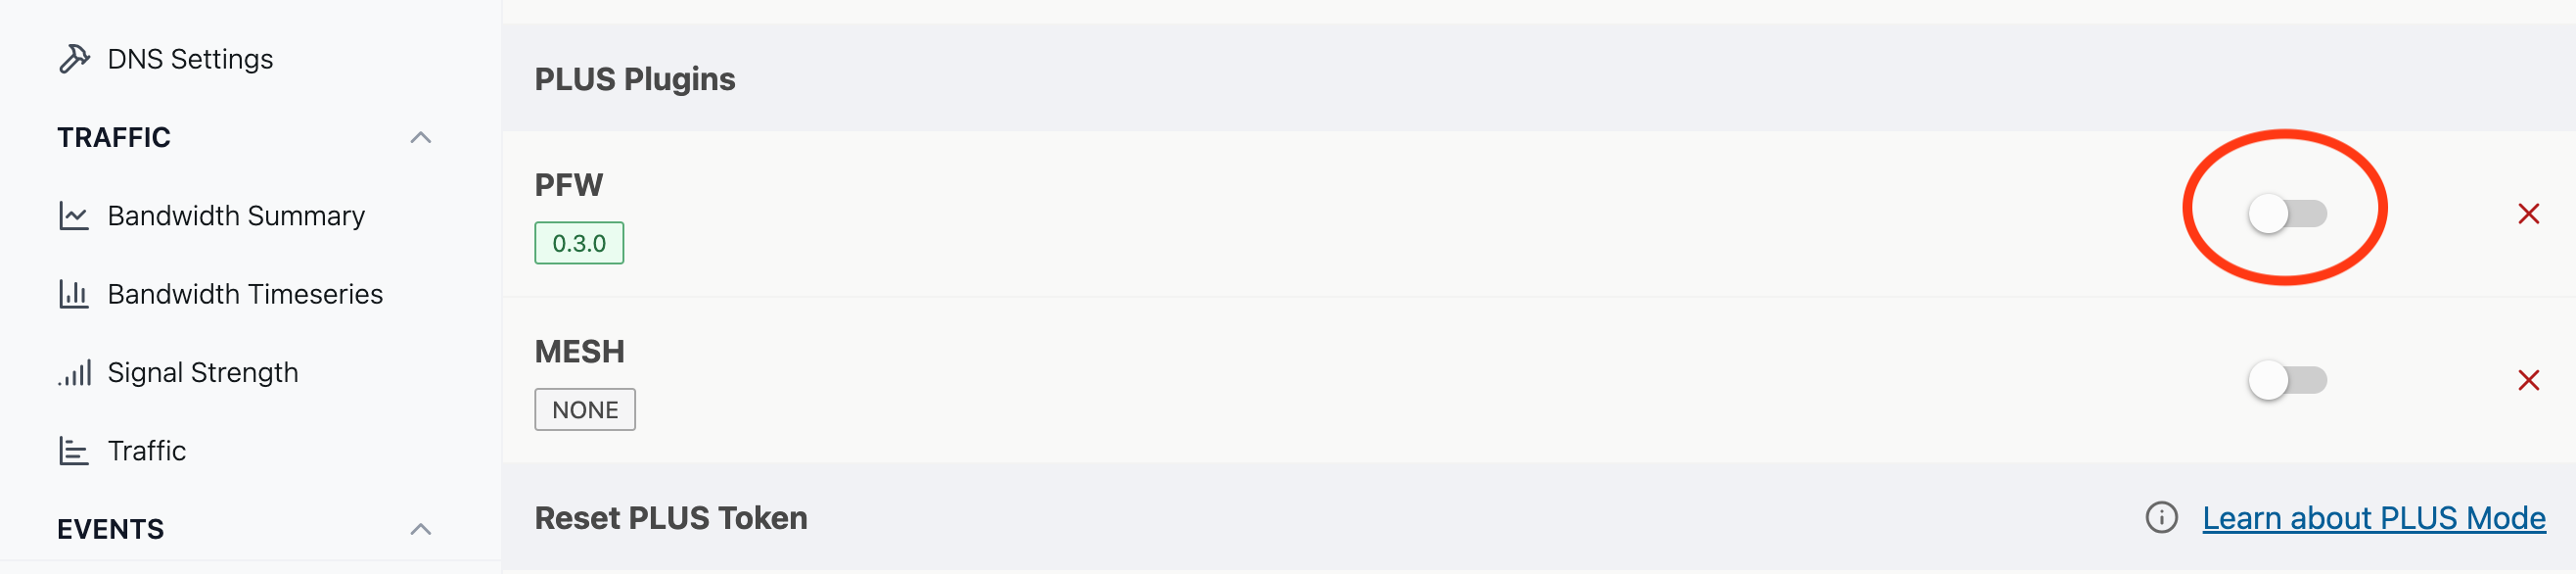 DNS Settings
TRAFFIC
Bandwidth Summary
Bandwidth Timeseries
Signal Strength
Traffic
EVENTS
PLUS Plugins
PFW
0.3.0
MESH
NONE
Reset PLUS Token
Learn about PLUS Mode